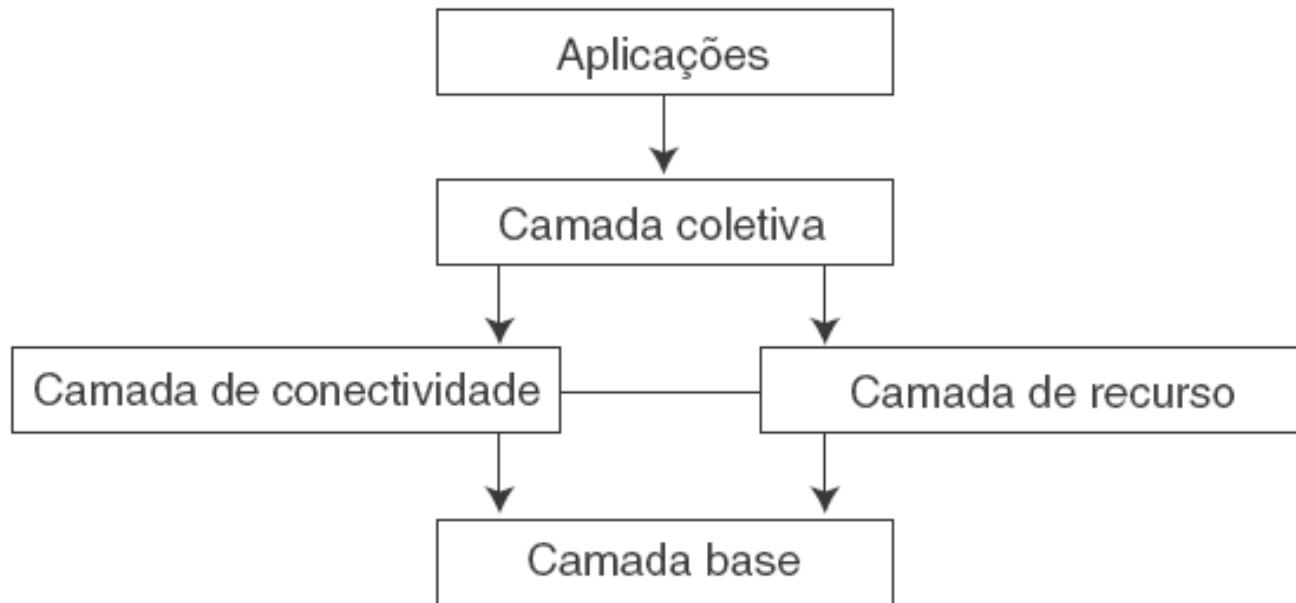 Aplicações
Camada coletiva
Camada de conectividade
Camada de recurso
Camada base